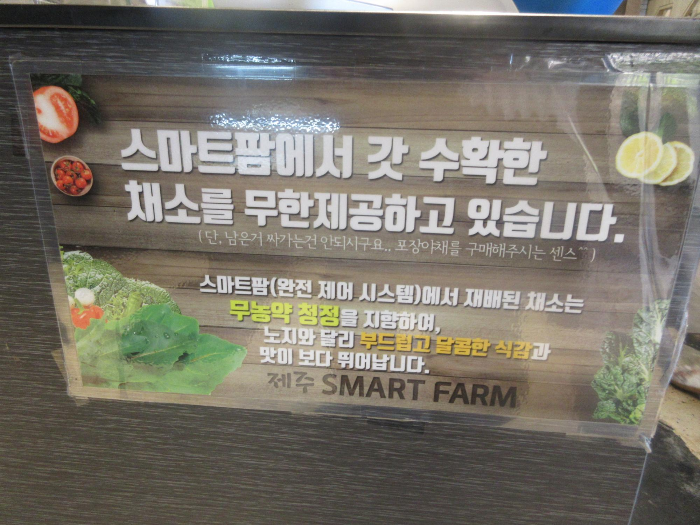 스마트팜에서 갓 수확한
채소를 무한제공하고 있습니다.
( 단, 남은거 싸가는건 안되시구요.. 포장야채를 구매해주시는 센스^^ )
스마트팜(완전 제어 시스템)에서 재배된 채소는
무농약 청정을 지향하여,
노지와 달리 부드럽고 달콤한 식감과
맛이 보다 뛰어납니다.
제주 SMART FARM